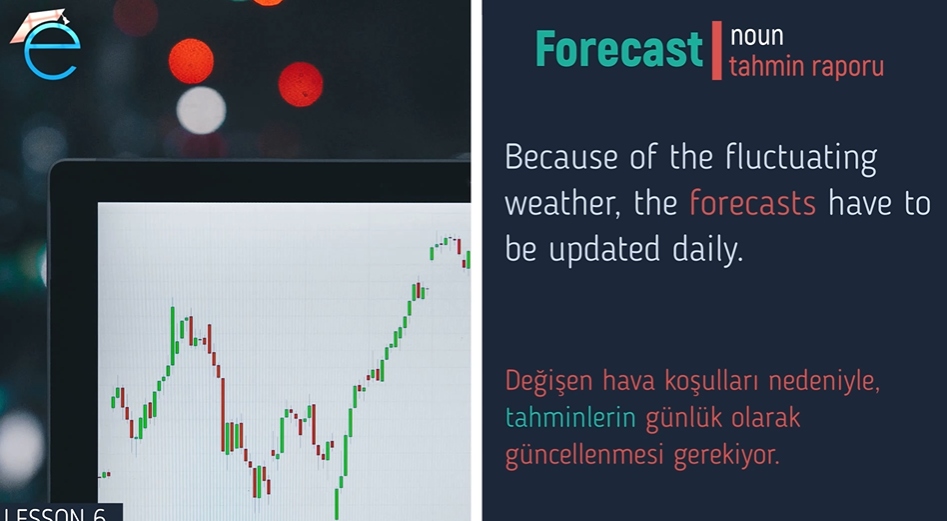 e
Forecast
noun
tahmin raporu
Because of the fluctuating
weather, the forecasts have to
be updated daily.
Değişen hava koşulları nedeniyle,
tahminlerin günlük olarak
güncellenmesi gerekiyor.
LESSON 6